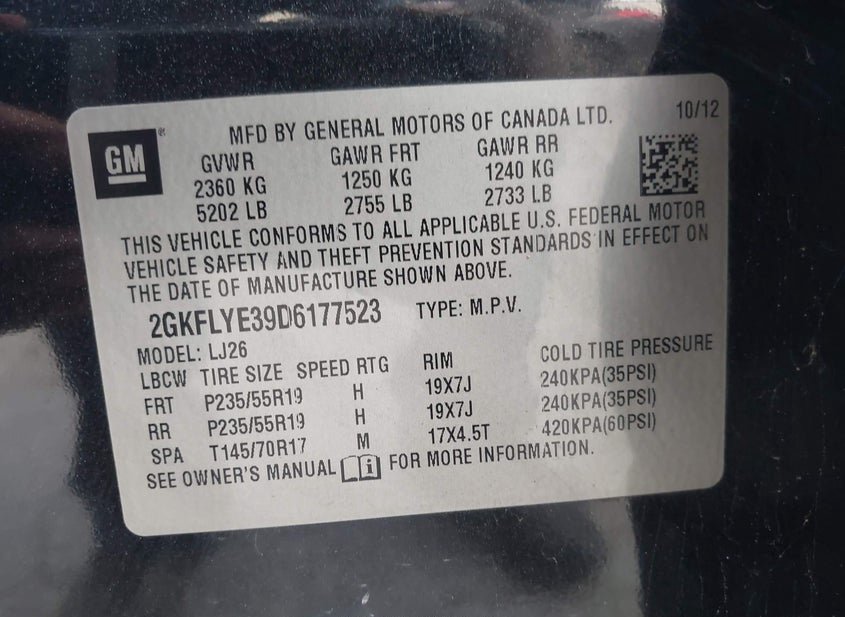 GM
MFD BY GENERAL MOTORS OF CANADA LTD. 10/12
GVWR GAWR FRT GAWR RR
2360 KG 1250 KG 1240 KG
5202 LB 2755 LB 2733 LB
THIS VEHICLE CONFORMS TO ALL APPLICABLE U.S. FEDERAL MOTOR
VEHICLE SAFETY AND THEFT PREVENTION STANDARDS IN EFFECT ON
THE DATE OF MANUFACTURE SHOWN ABOVE.
2GKFLYE39D6177523 TYPE: M.P.V.
MODEL: LJ26
LBCW TIRE SIZE SPEED RTG RIM COLD TIRE PRESSURE
FRT P235/55R19 H 19X7J 240KPA(35PSI)
RR P235/55R19 H 19X7J 240KPA(35PSI)
SPA T145/70R17 M 17X4.5T 420KPA(60PSI)
SEE OWNER'S MANUAL FOR MORE INFORMATION.